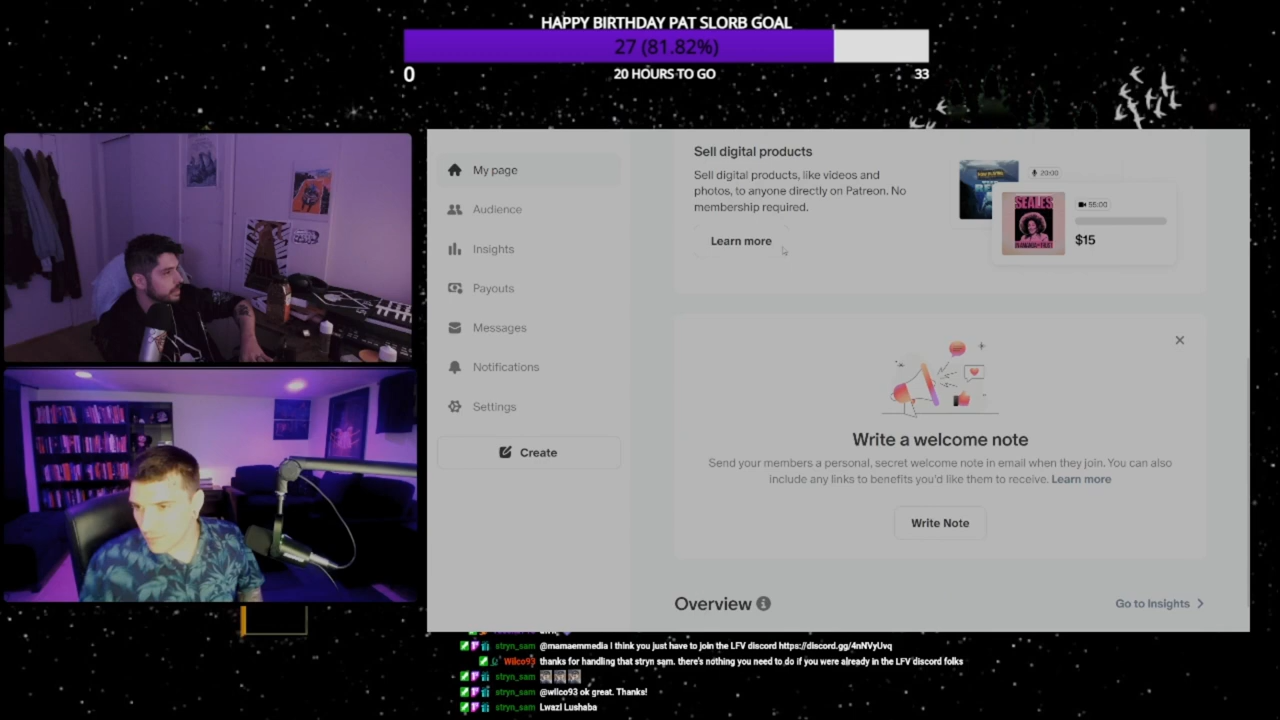 HAPPY BIRTHDAY PAT SLORB GOAL
27 (81.82%)
0
20 HOURS TO GO
33
My page
Audience
Insights
Payouts
Messages
Notifications
Settings
Create
Sell digital products
Sell digital products, like videos and
photos, to anyone directly on Patreon. No
membership required.
Learn more
20:00
55:00
SEALES
$15
Write a welcome note
Send your members a personal, secret welcome note in email when they join. You can also
include any links to benefits you'd like them to receive. Learn more
Write Note
Overview
Go to Insights
stryn_sam @mamaemmedia I think you just have to join the LFV discord https://discord.gg/4nNVyUvq
Wilco93 thanks for handling that stryn sam. there's nothing you need to do if you were already in the LFV discord folks
stryn_sam
stryn_sam @wilco93 ok great. Thanks!
stryn_sam Lwazi Lushaba